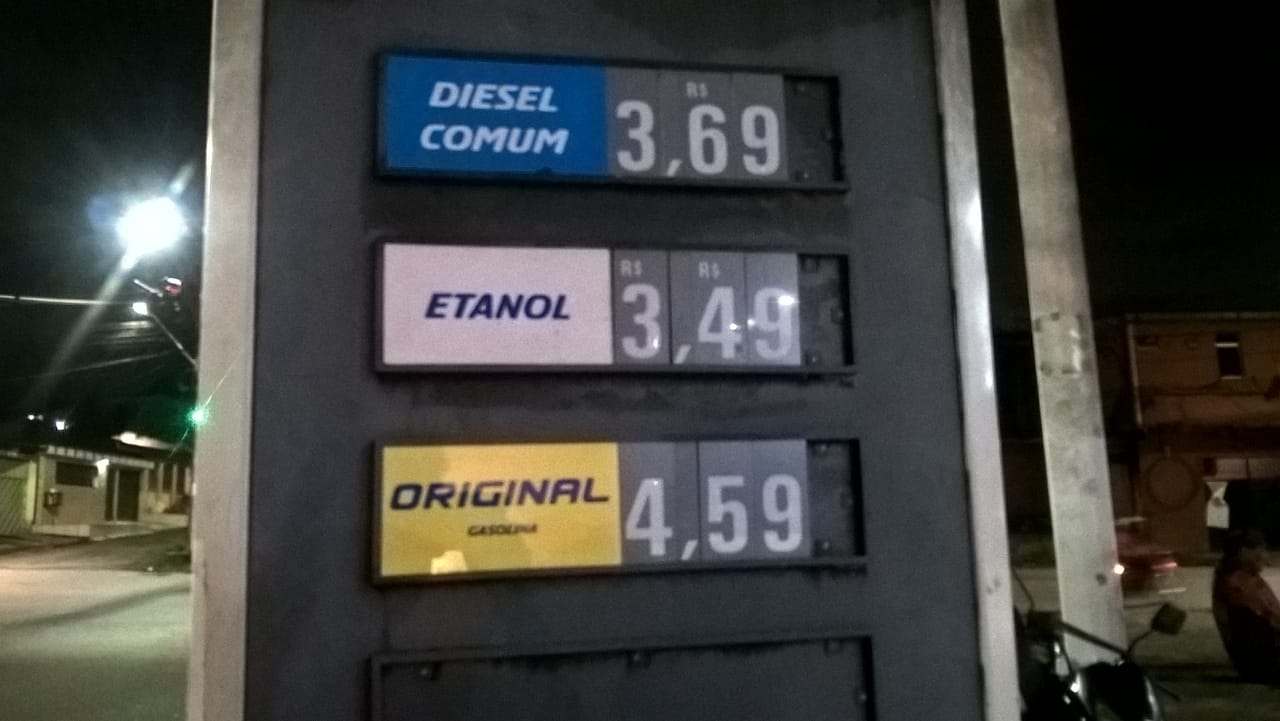 DIESEL
COMUM
R$
3,69
ETANOL
R$ R$
3,49
ORIGINAL
GASOLINA
4,59